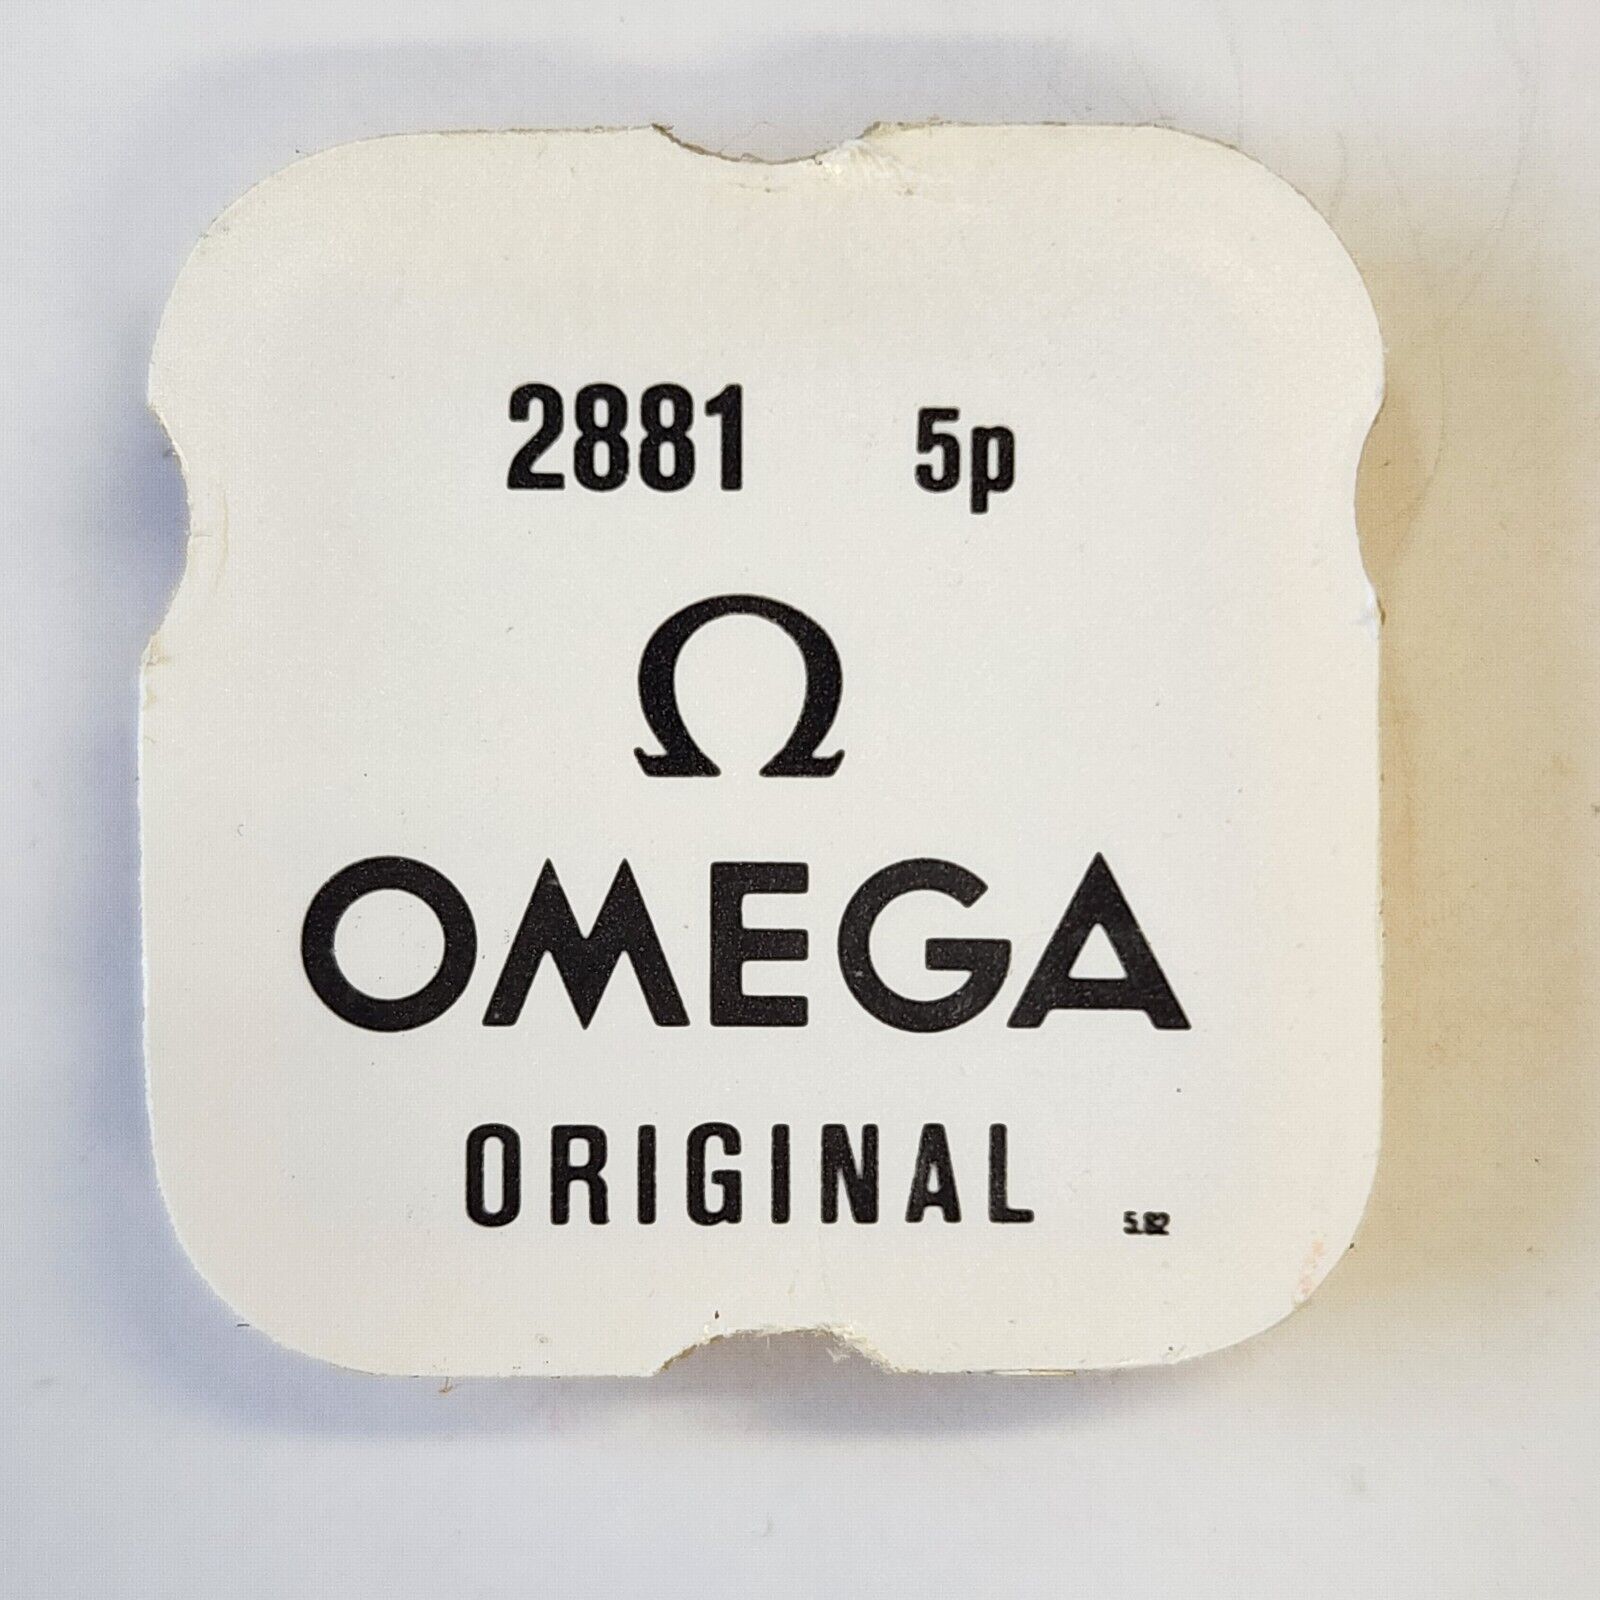 2881 5p
Ω
OMEGA
ORIGINAL
5.82